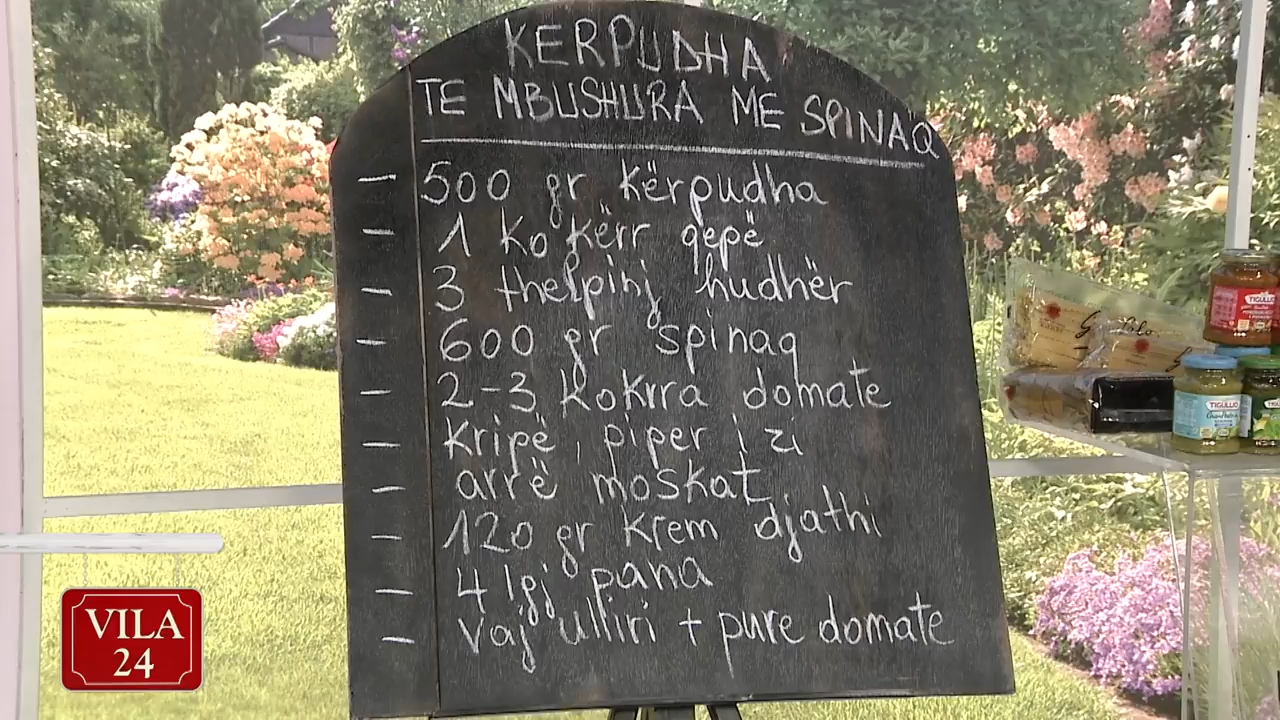 KERPUDHA
TE MBUSHURA ME SPINAQ
- 500 gr kërpudha
- 1 kokërr qepë
- 3 thelpinj hudhër
- 600 gr spinaq
- 2-3 kokrra domate
- kripë, piper i zi
- arrë moskat
- 120 gr krem djathi
- 4 lgj pana
- vaj ulliri + pure domate
VILA
24
TIGULLIO
TIGULLIO